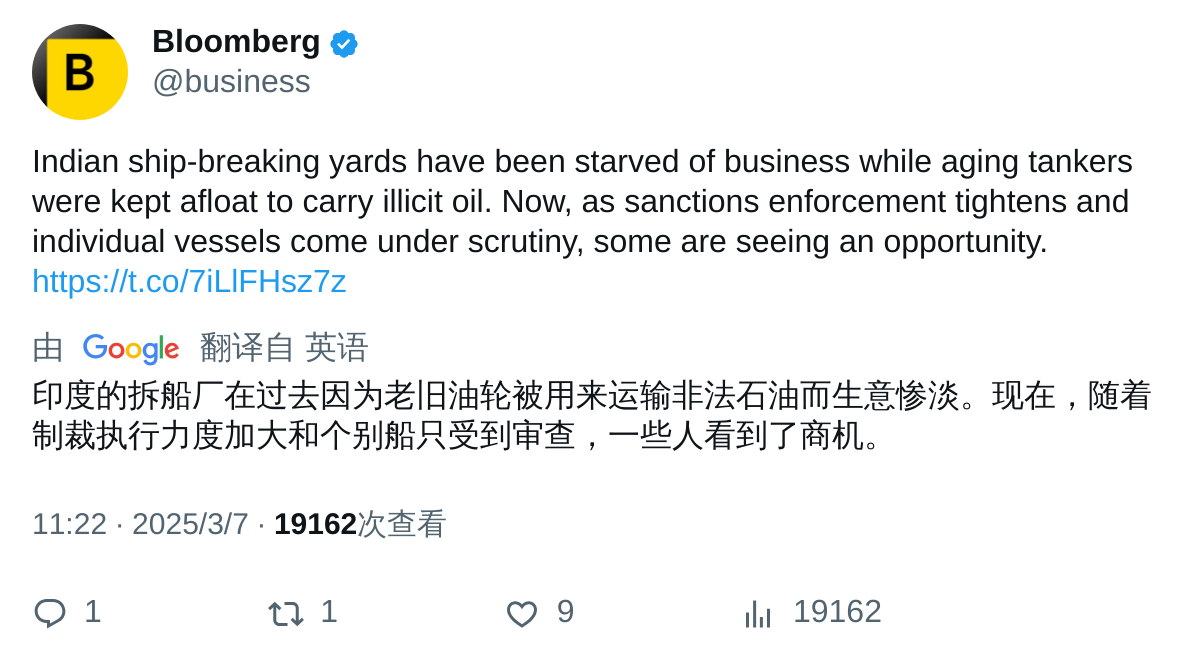 B
Bloomberg
@business
Indian ship-breaking yards have been starved of business while aging tankers
were kept afloat to carry illicit oil. Now, as sanctions enforcement tightens and
individual vessels come under scrutiny, some are seeing an opportunity.
https://t.co/7iLlFHsz7z
由 Google 翻译自 英语
印度的拆船厂在过去因为老旧油轮被用来运输非法石油而生意惨淡。现在，随着
制裁执行力度加大和个别船只受到审查，一些人看到了商机。
11:22 · 2025/3/7 · 19162次查看
1 1 9 19162